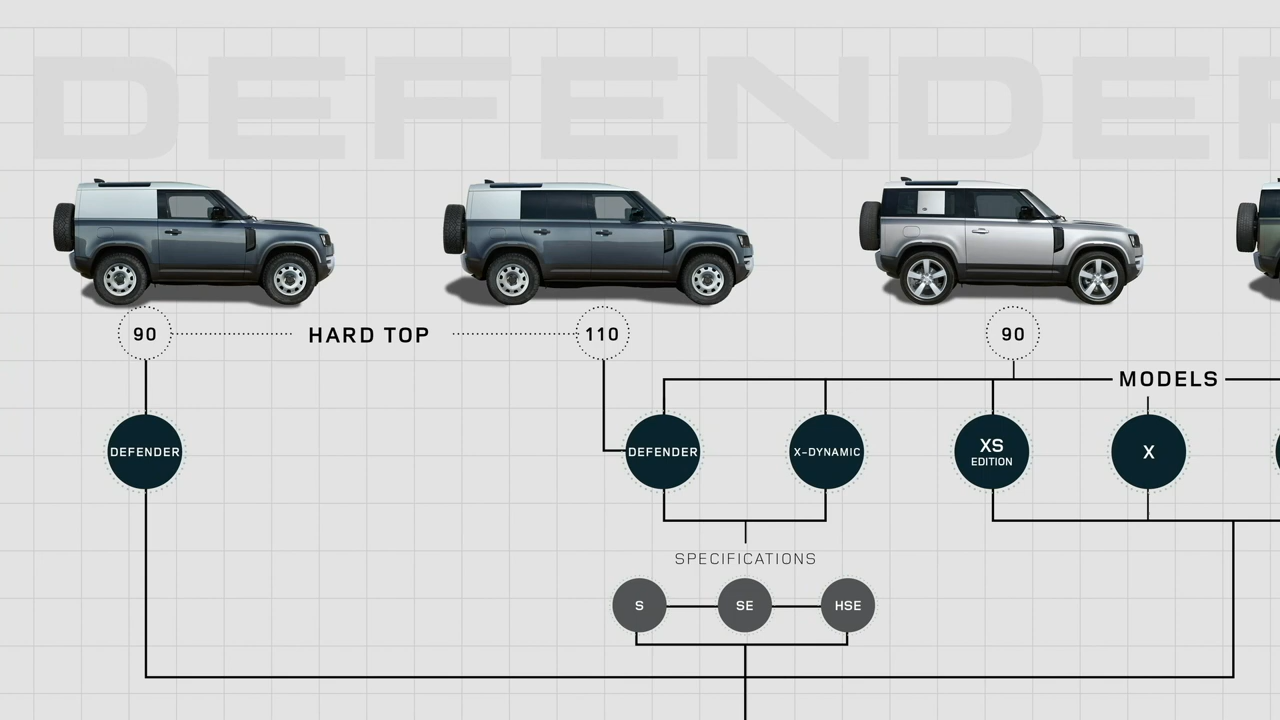 DEFENDER
90
HARD TOP
110
90
MODELS
DEFENDER
DEFENDER
X-DYNAMIC
XS
EDITION
X
SPECIFICATIONS
S
SE
HSE